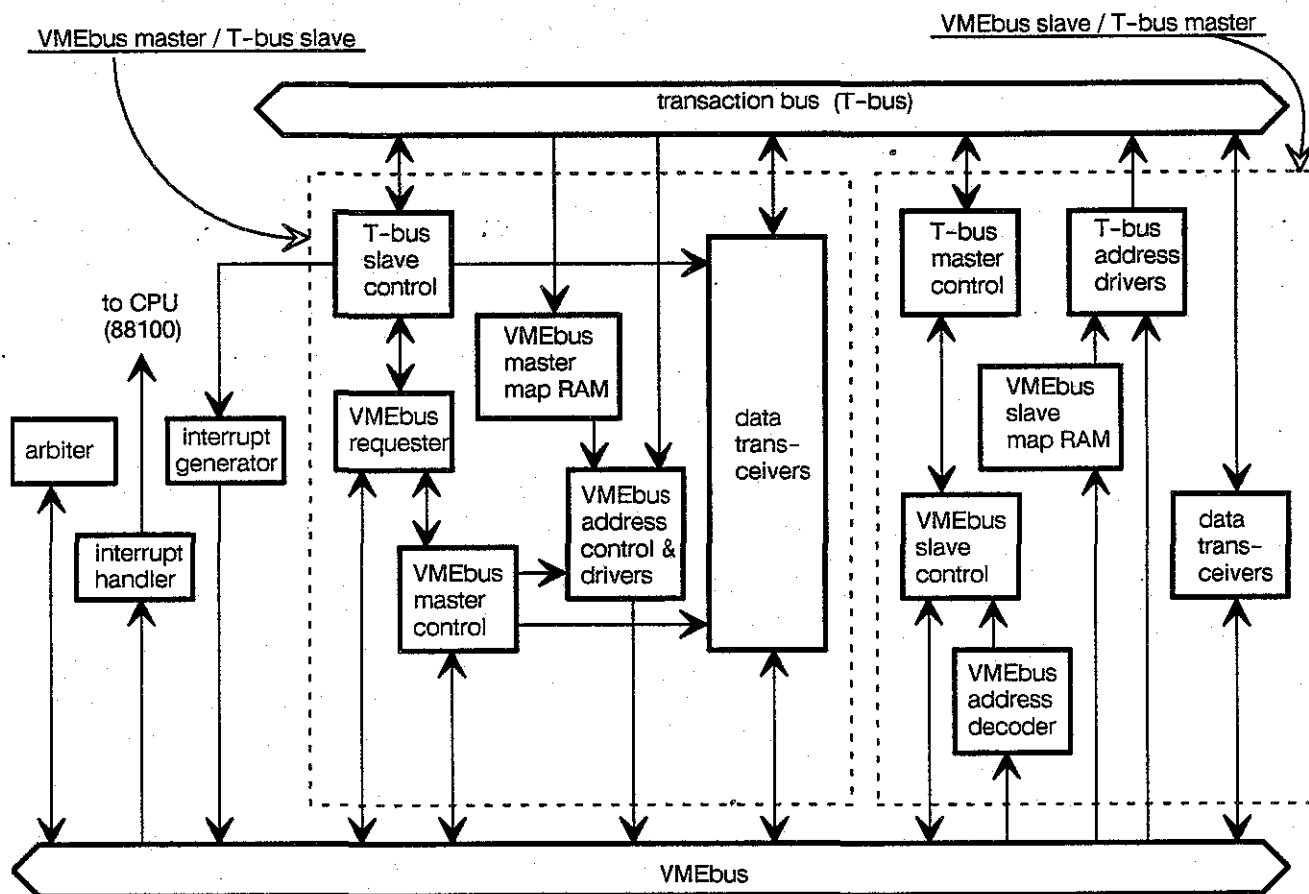 VMEbus master / T-bus slave
VMEbus slave / T-bus master
transaction bus (T-bus)
T-bus
slave
control
T-bus
master
control
T-bus
address
drivers
to CPU
(88100)
VMEbus
master
map RAM
VMEbus
slave
map RAM
VMEbus
requester
data
trans-
ceivers
arbiter
interrupt
generator
VMEbus
address
control &
drivers
VMEbus
slave
control
data
trans-
ceivers
interrupt
handler
VMEbus
master
control
VMEbus
address
decoder
VMEbus